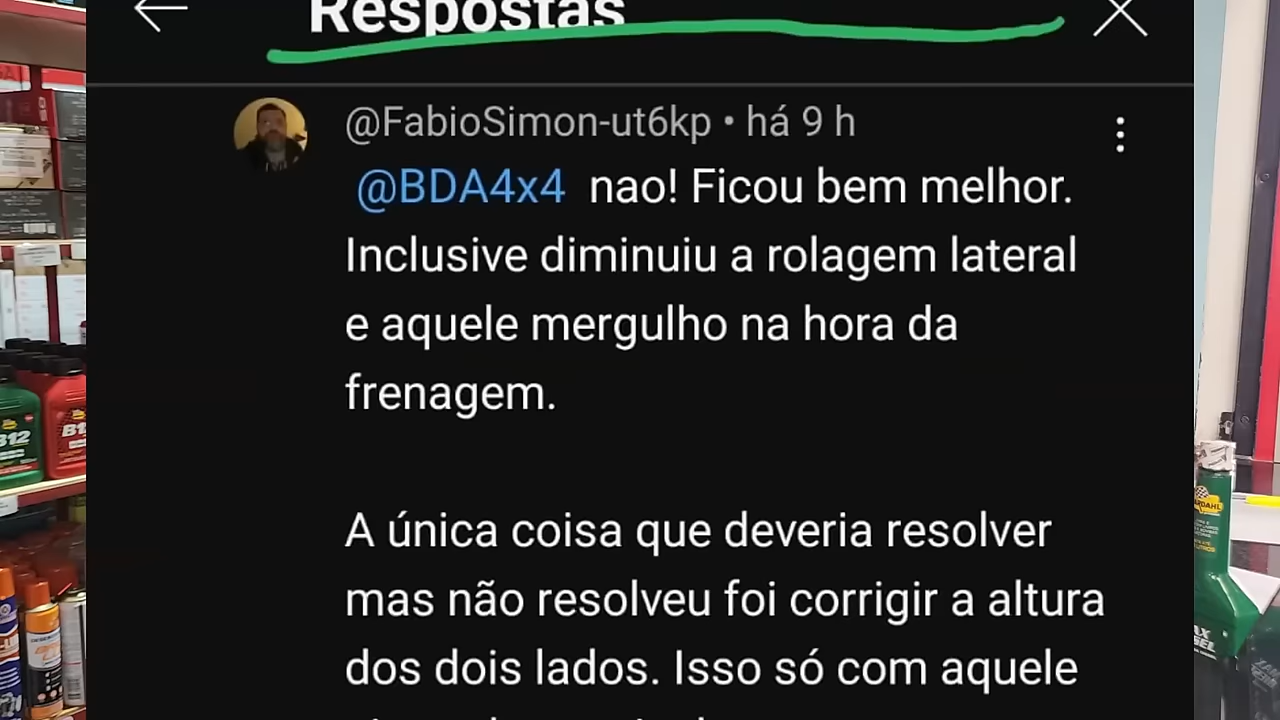 Respostas
@FabioSimon-ut6kp • há 9 h
@BDA4x4 nao! Ficou bem melhor.
Inclusive diminuiu a rolagem lateral
e aquele mergulho na hora da
frenagem.
A única coisa que deveria resolver
mas não resolveu foi corrigir a altura
dos dois lados. Isso só com aquele
B12
B1